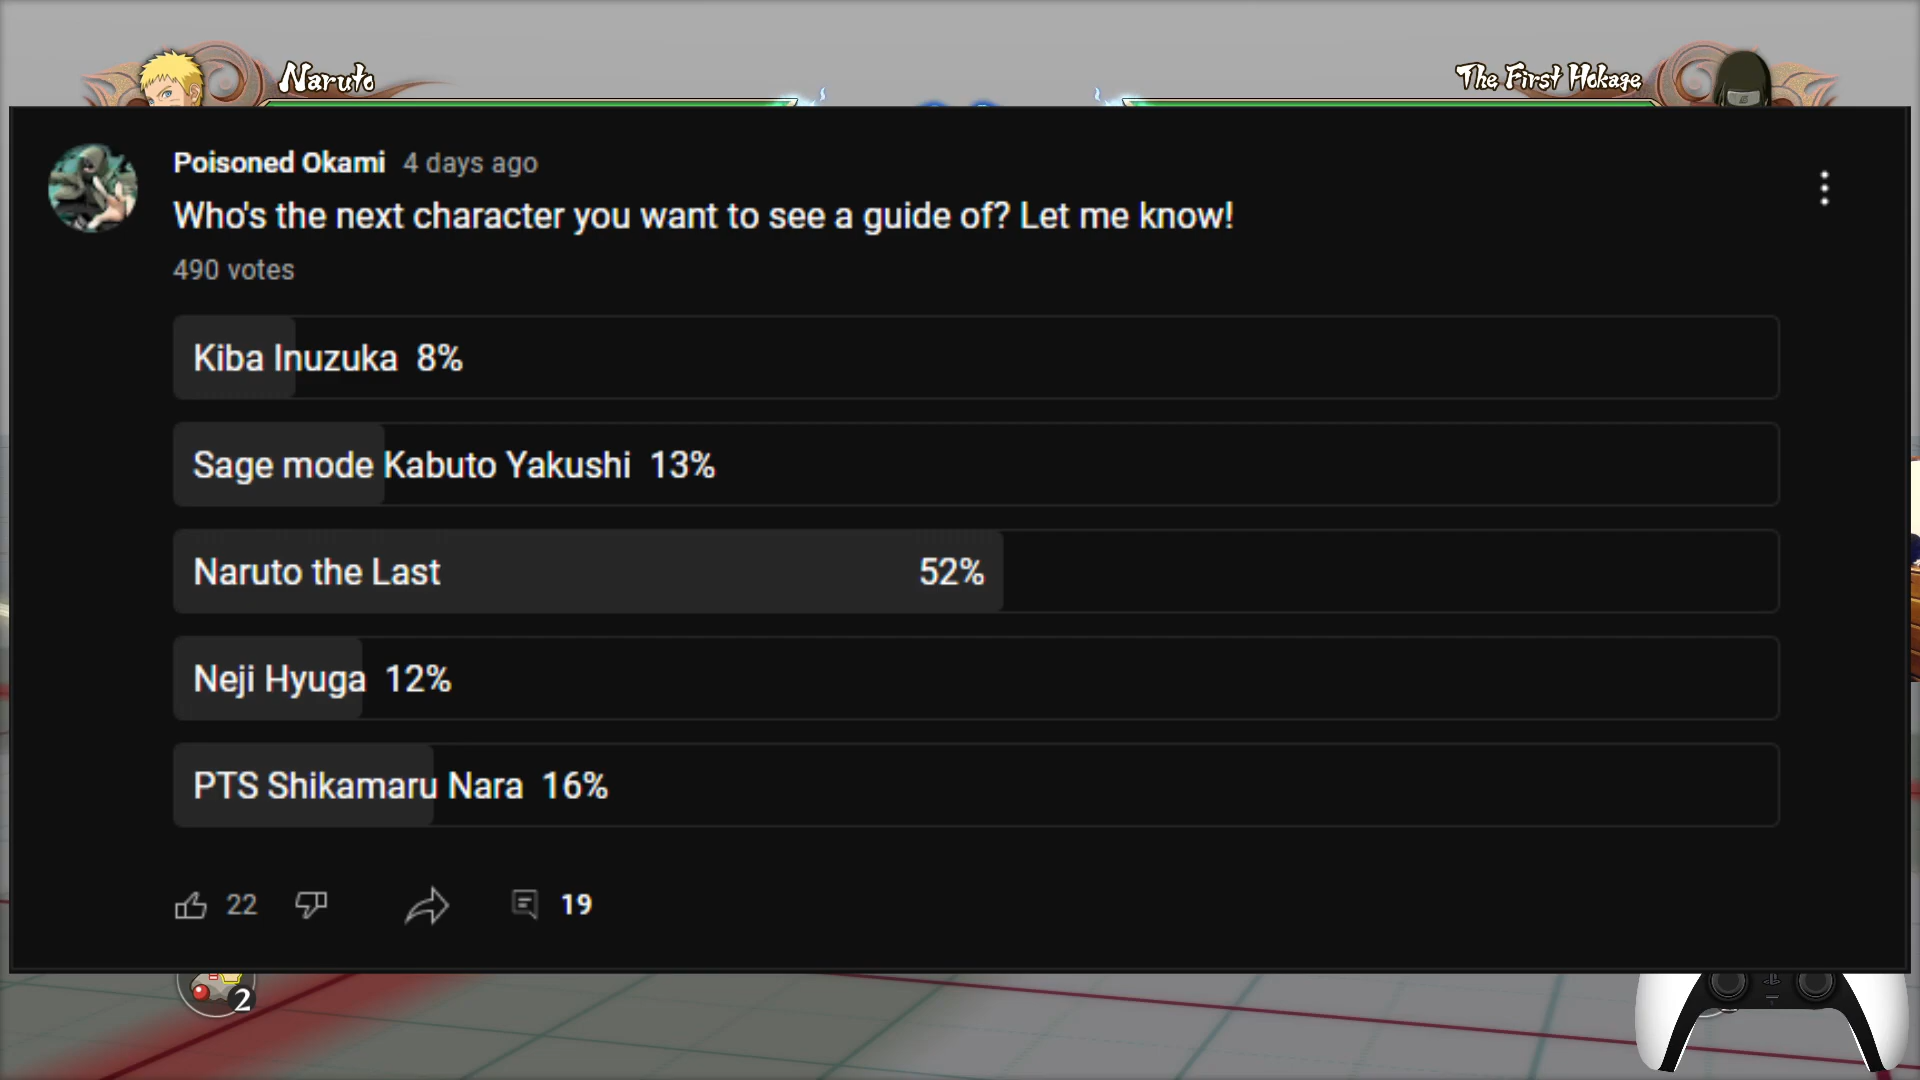 Naruto
The First Hokage
Poisoned Okami 4 days ago
Who's the next character you want to see a guide of? Let me know!
490 votes
Kiba Inuzuka 8%
Sage mode Kabuto Yakushi 13%
Naruto the Last 52%
Neji Hyuga 12%
PTS Shikamaru Nara 16%
22
19
2